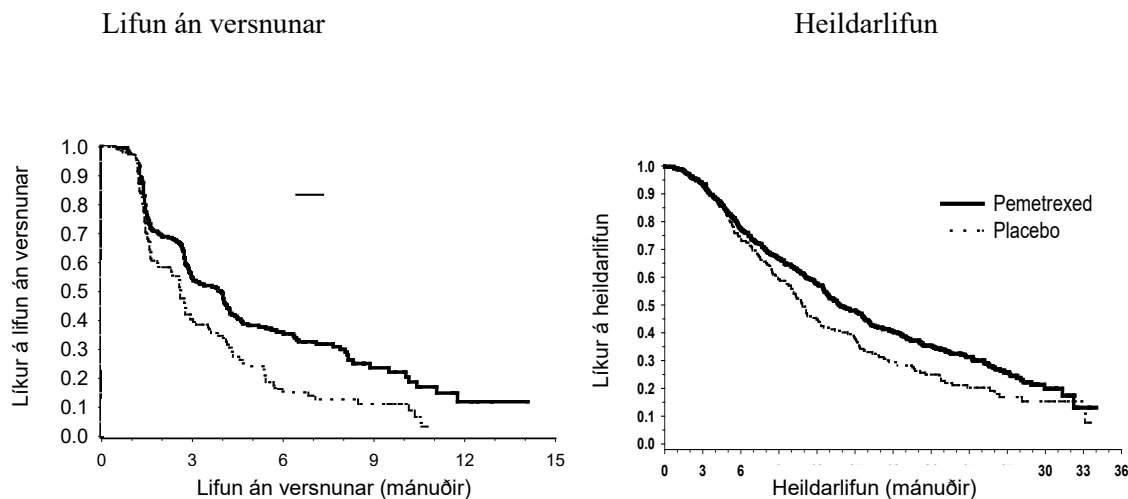 Lifun án versnunar
Heildarlifun
Líkur á lifun án versnunar
1.0
0.9
0.8
0.7
0.6
0.5
0.4
0.3
0.2
0.1
0.0
0 3 6 9 12 15
Lifun án versnunar (mánuðir)
Líkur á heildarlifun
1.0
0.9
0.8
0.7
0.6
0.5
0.4
0.3
0.2
0.1
0.0
Pemetrexed
Placebo
0 3 6 30 33 36
Heildarlifun (mánuðir)